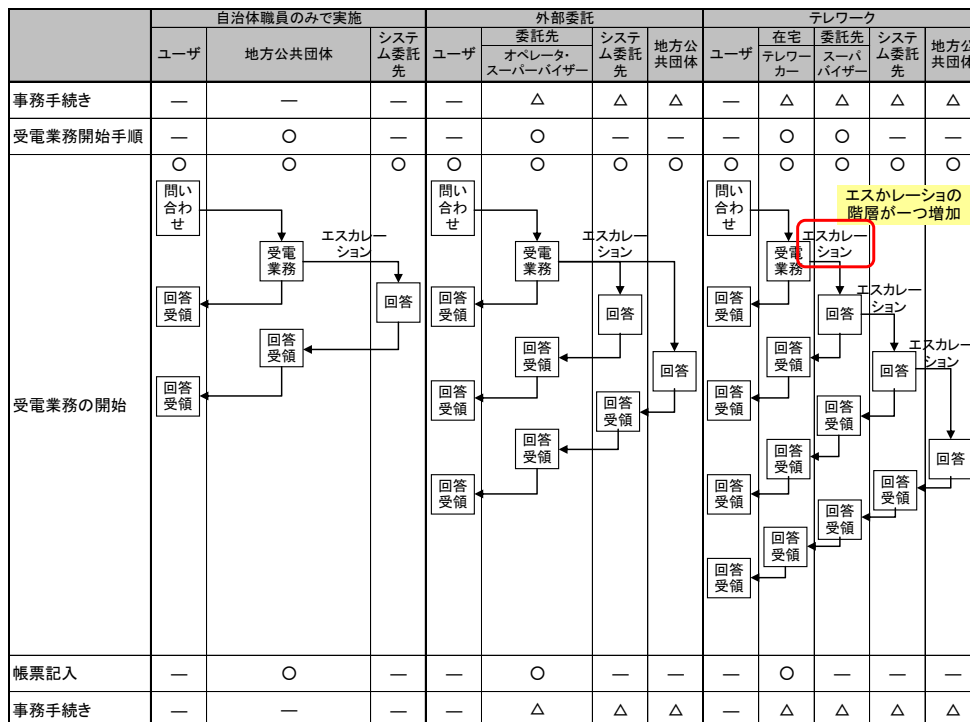 自治体職員のみで実施
外部委託
テレワーク
ユーザ
地方公共団体
システ
ム委託
先
ユーザ
委託先
オペレータ・
スーパーバイザー
システ
ム委託
先
地方公
共団体
ユーザ
在宅
テレワー
カー
委託先
スーパ
バイザー
システ
ム委託
先
地方公
共団体
事務手続き
― ― ― ― △ △ △ ― △ △ △ △
受電業務開始手順
― ○ ― ― ○ ― ― ― ○ ○ ― ―
受電業務の開始
○ ○ ○ ○ ○ ○ ○ ○ ○ ○ ○ ○
問い
合わ
せ
受電
業務
エスカレー
ション
回答
受領
回答
回答
受領
回答
受領
問い
合わ
せ
受電
業務
エスカレー
ション
回答
受領
回答
回答
受領
回答
回答
受領
回答
受領
回答
受領
回答
受領
問い
合わ
せ
エスかレーショの
階層が一つ増加
受電
業務
エスカレー
ション
回答
受領
回答
エスカレー
ション
回答
受領
回答
エスカレー
ション
回答
受領
回答
受領
回答
受領
回答
回答
受領
回答
受領
回答
受領
回答
受領
回答
受領
帳票記入
― ○ ― ― ○ ― ― ― ○ ― ― ―
事務手続き
― ― ― ― △ △ △ ― △ △ △ △